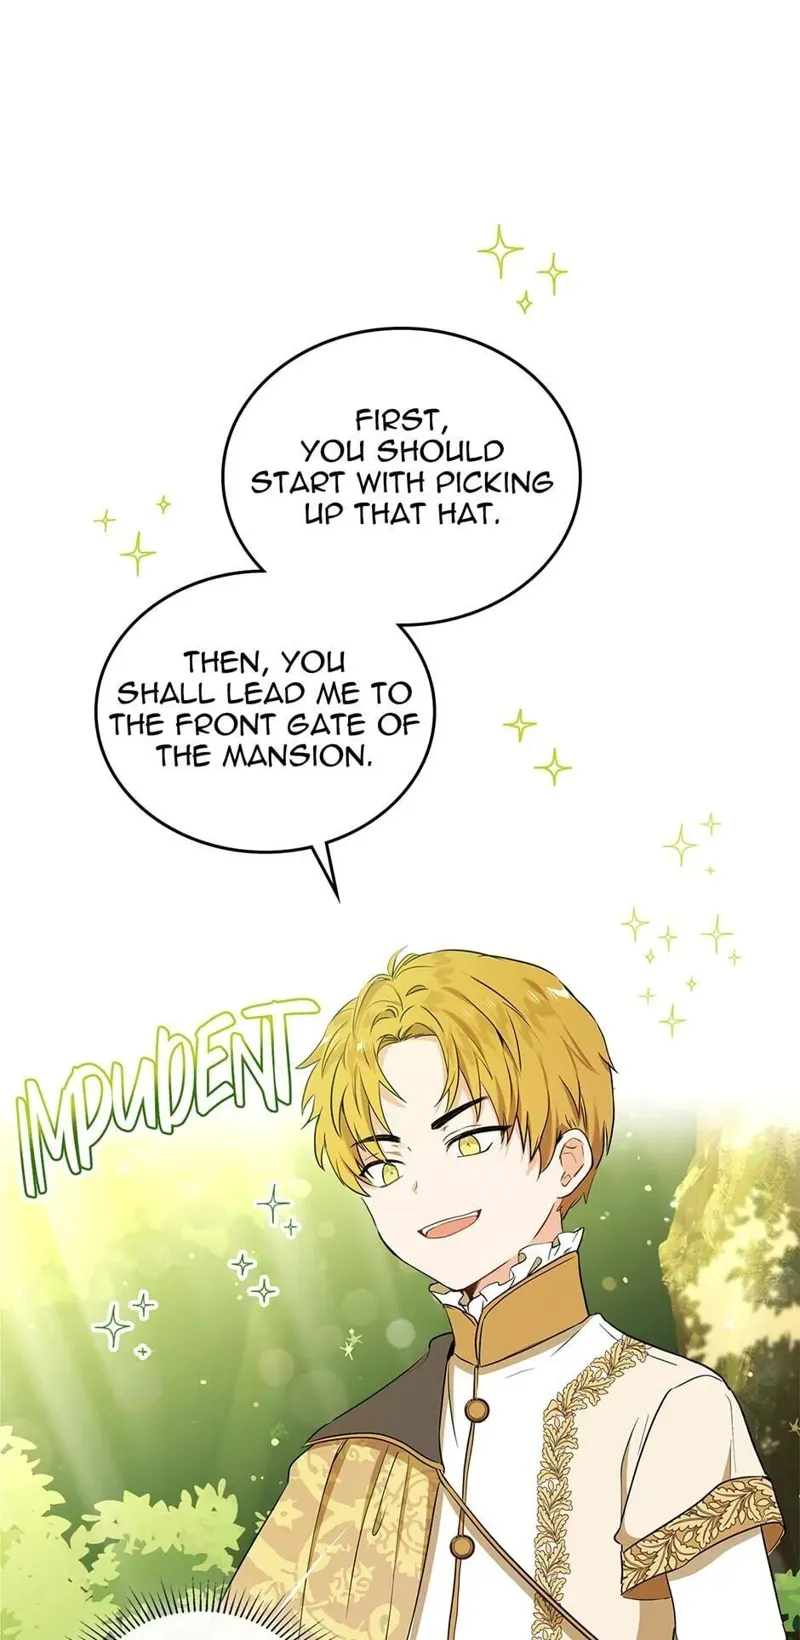 FIRST,
YOU SHOULD
START WITH PICKING
UP THAT HAT.
THEN, YOU
SHALL LEAD ME TO
THE FRONT GATE OF
THE MANSION.
IMPUDENT